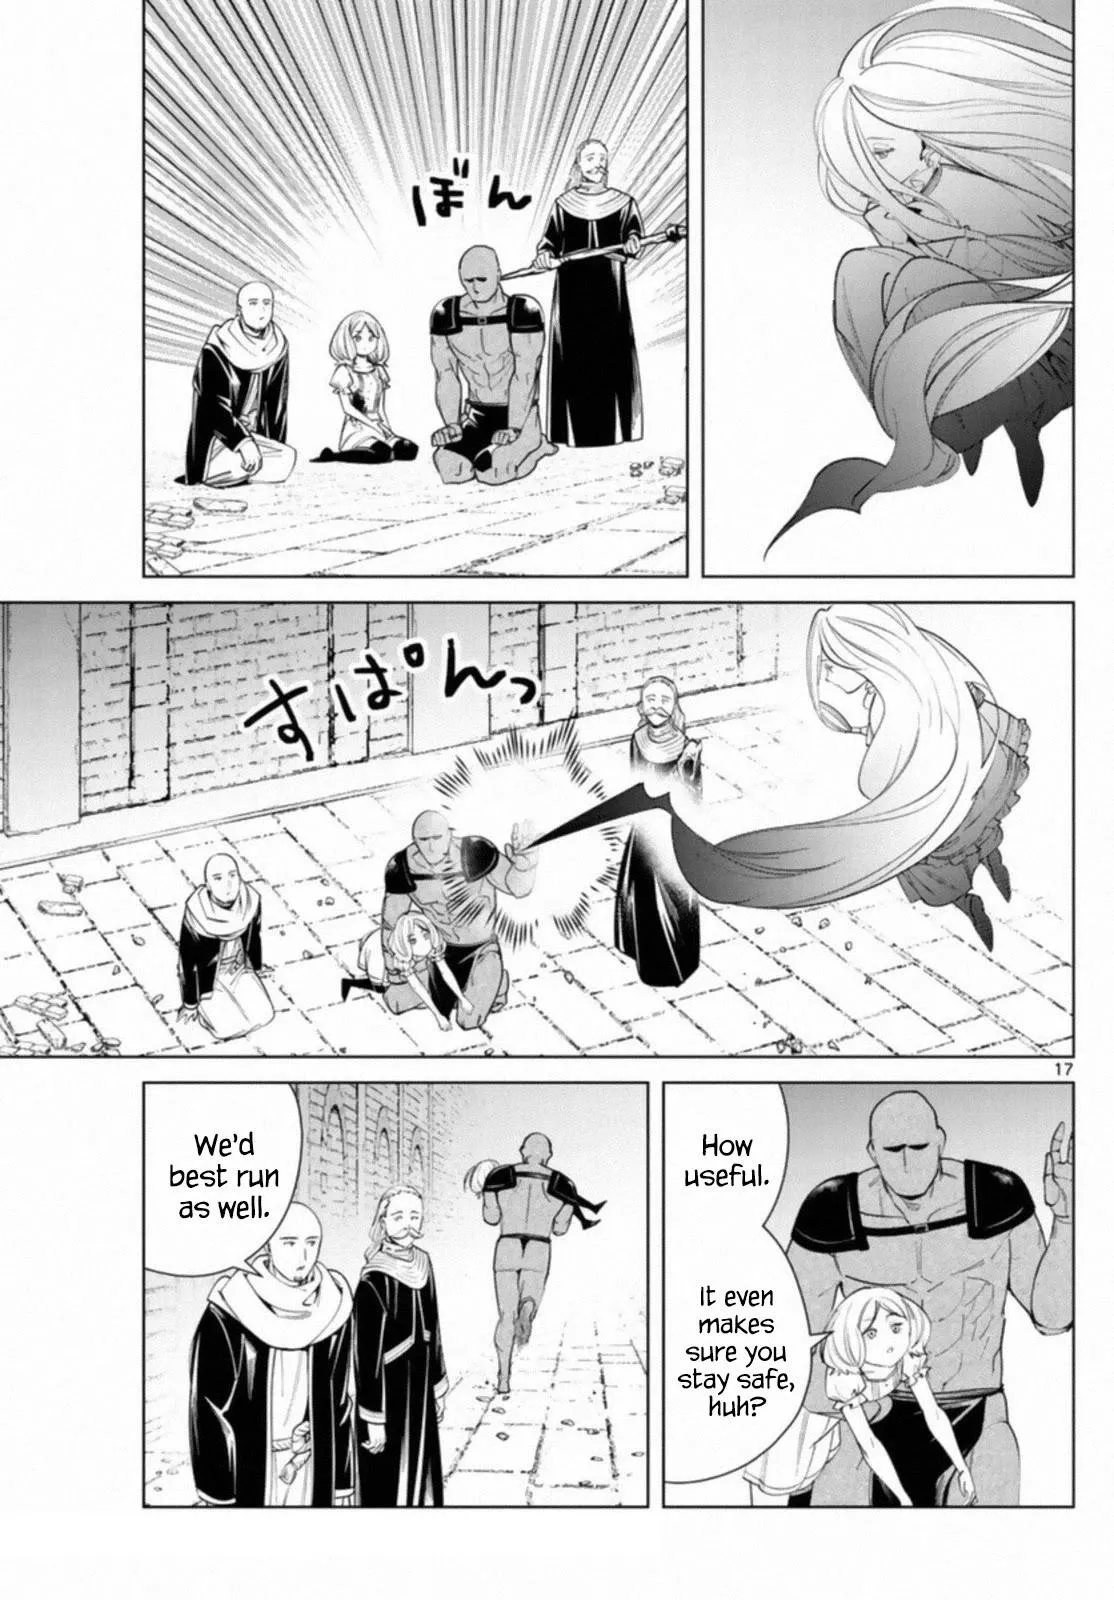 ぼん
すぱんっ
17
How
useful.
It even
makes
sure you
stay safe,
huh?
We'd
best run
as well.